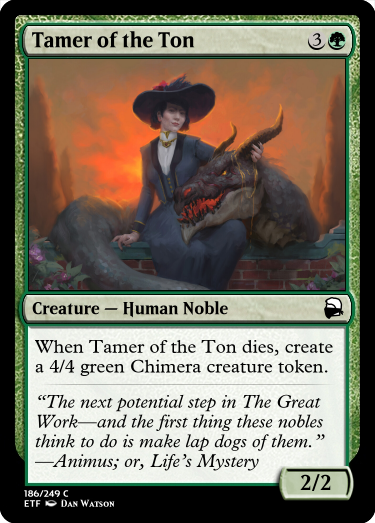 Tamer of the Ton 3
Creature — Human Noble
When Tamer of the Ton dies, create
a 4/4 green Chimera creature token.
“The next potential step in The Great
Work—and the first thing these nobles
think to do is make lap dogs of them.”
—Animus; or, Life’s Mystery
2/2
186/249 C
ETF Dan Watson